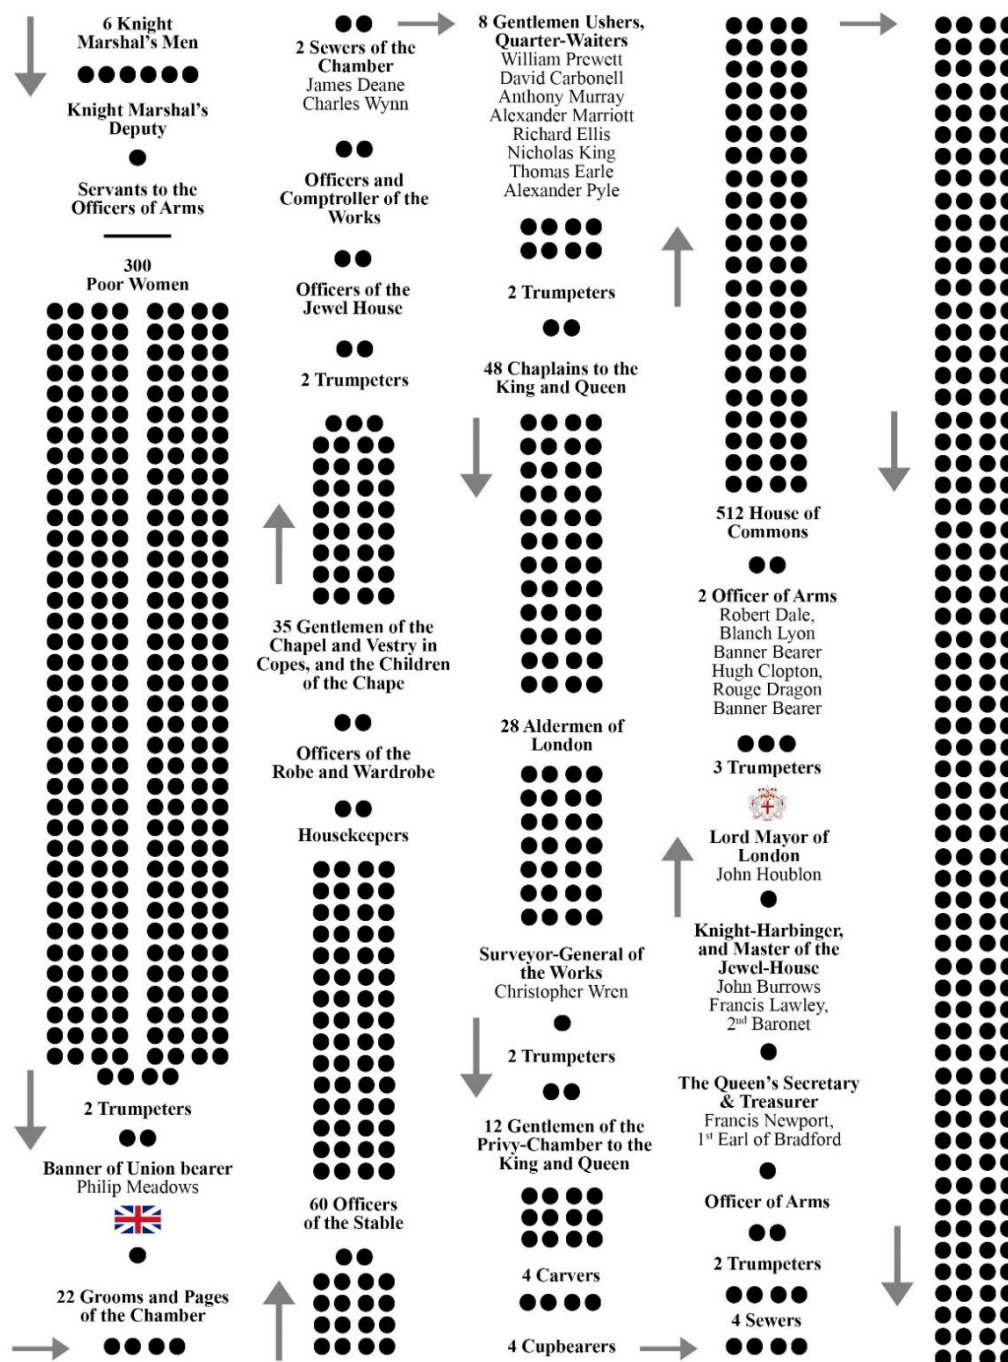 6 Knight
Marshal's Men
Knight Marshal's
Deputy
Servants to the
Officers of Arms
300
Poor Women
2 Trumpeters
Banner of Union bearer
Philip Meadows
22 Grooms and Pages
of the Chamber
2 Sewers of the
Chamber
James Deane
Charles Wynn
Officers and
Comptroller of the
Works
Officers of the
Jewel House
2 Trumpeters
35 Gentlemen of the
Chapel and Vestry in
Copes, and the Children
of the Chape
Officers of the
Robe and Wardrobe
Housekeepers
60 Officers
of the Stable
8 Gentlemen Ushers,
Quarter-Waiters
William Prewett
David Carbonell
Anthony Murray
Alexander Marriott
Richard Ellis
Nicholas King
Thomas Earle
Alexander Pyle
2 Trumpeters
48 Chaplains to the
King and Queen
28 Aldermen of
London
Surveyor-General of
the Works
Christopher Wren
2 Trumpeters
12 Gentlemen of the
Privy-Chamber to the
King and Queen
4 Carvers
4 Cupbearers
512 House of
Commons
2 Officer of Arms
Robert Dale,
Blanch Lyon
Banner Bearer
Hugh Clopton,
Rouge Dragon
Banner Bearer
3 Trumpeters
Lord Mayor of
London
John Houblon
Knight-Harbinger,
and Master of the
Jewel-House
John Burrows
Francis Lawley,
2nd Baronet
The Queen's Secretary
& Treasurer
Francis Newport,
1st Earl of Bradford
Officer of Arms
2 Trumpeters
4 Sewers